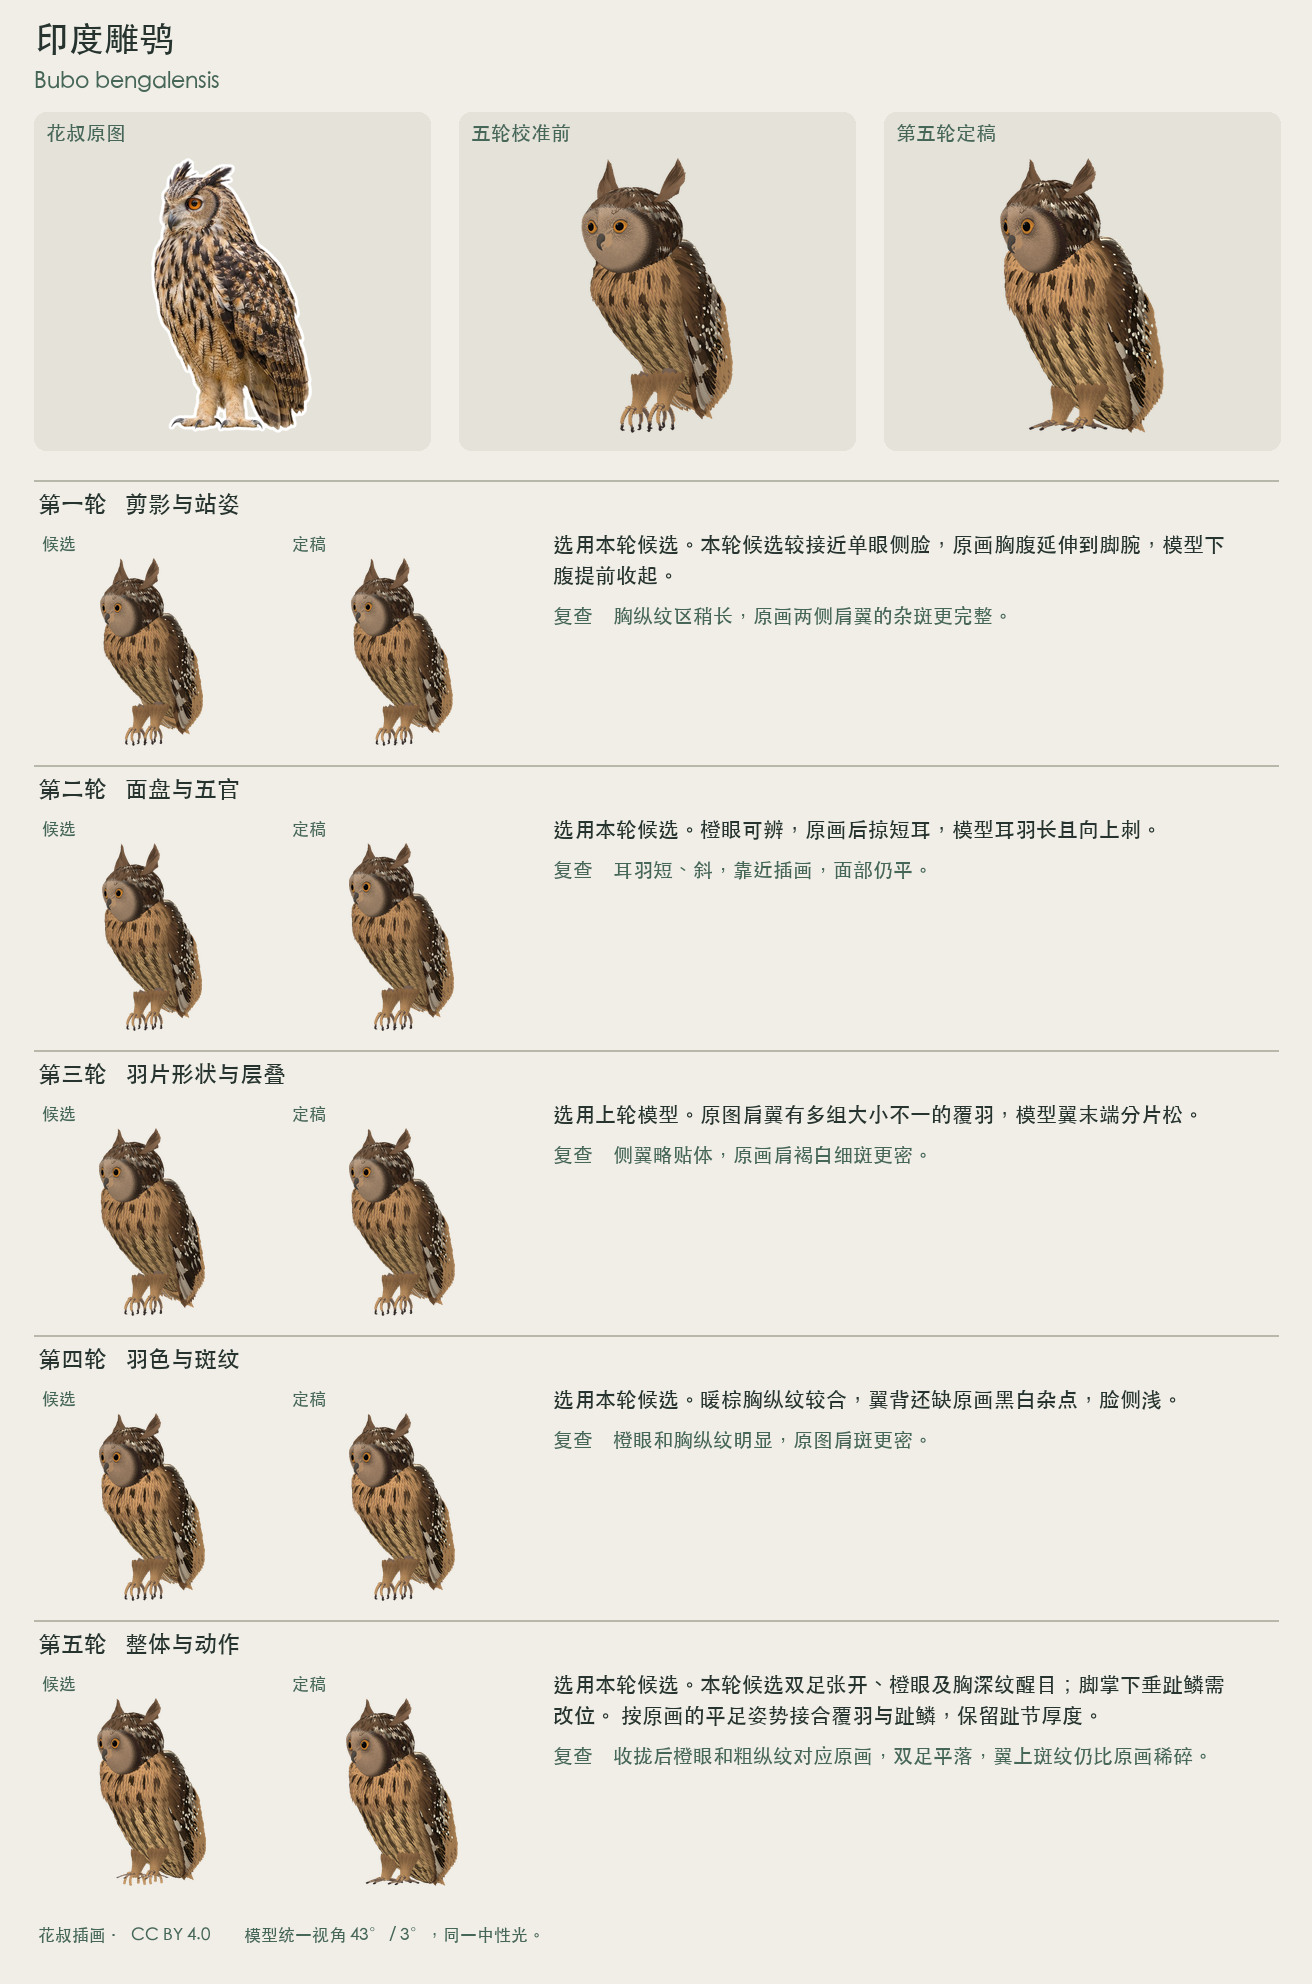 印度雕鸮
Bubo bengalensis
花叔原图
五轮校准前
第五轮定稿
第一轮 剪影与站姿
候选
定稿
选用本轮候选。本轮候选较接近单眼侧脸，原画胸腹延伸到脚腕，模型下
腹提前收起。
复查 胸纵纹区稍长，原画两侧肩翼的杂斑更完整。
第二轮 面盘与五官
候选
定稿
选用本轮候选。橙眼可辨，原画后掠短耳，模型耳羽长且向上刺。
复查 耳羽短、斜，靠近插画，面部仍平。
第三轮 羽片形状与层叠
候选
定稿
选用上轮模型。原图肩翼有多组大小不一的覆羽，模型翼末端分片松。
复查 侧翼略贴体，原画肩褐白细斑更密。
第四轮 羽色与斑纹
候选
定稿
选用本轮候选。暖棕胸纵纹较合，翼背还缺原画黑白杂点，脸侧浅。
复查 橙眼和胸纵纹明显，原图肩斑更密。
第五轮 整体与动作
候选
定稿
选用本轮候选。本轮候选双足张开、橙眼及胸深纹醒目；脚掌下垂趾鳞需
改位。 按原画的平足姿势接合覆羽与趾鳞，保留趾节厚度。
复查 收拢后橙眼和粗纵纹对应原画，双足平落，翼上斑纹仍比原画稀碎。
花叔插画 · CC BY 4.0 模型统一视角 43° / 3°，同一中性光。